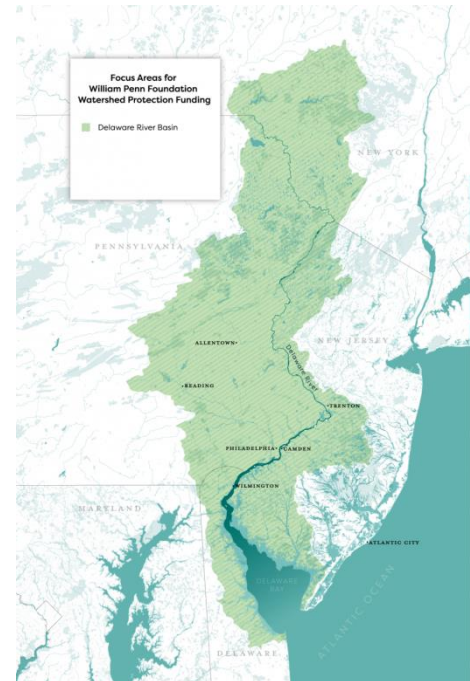 Focus Areas for
William Penn Foundation
Watershed Protection Funding
Delaware River Basin
NEW YORK
PENNSYLVANIA
NEW JERSEY
ALLENTOWN
Delaware River
READING
TRENTON
PHILADELPHIA
CAMDEN
WILMINGTON
MARYLAND
ATLANTIC CITY
DELAWARE
BAY
ATLANTIC OCEAN
DELAWARE